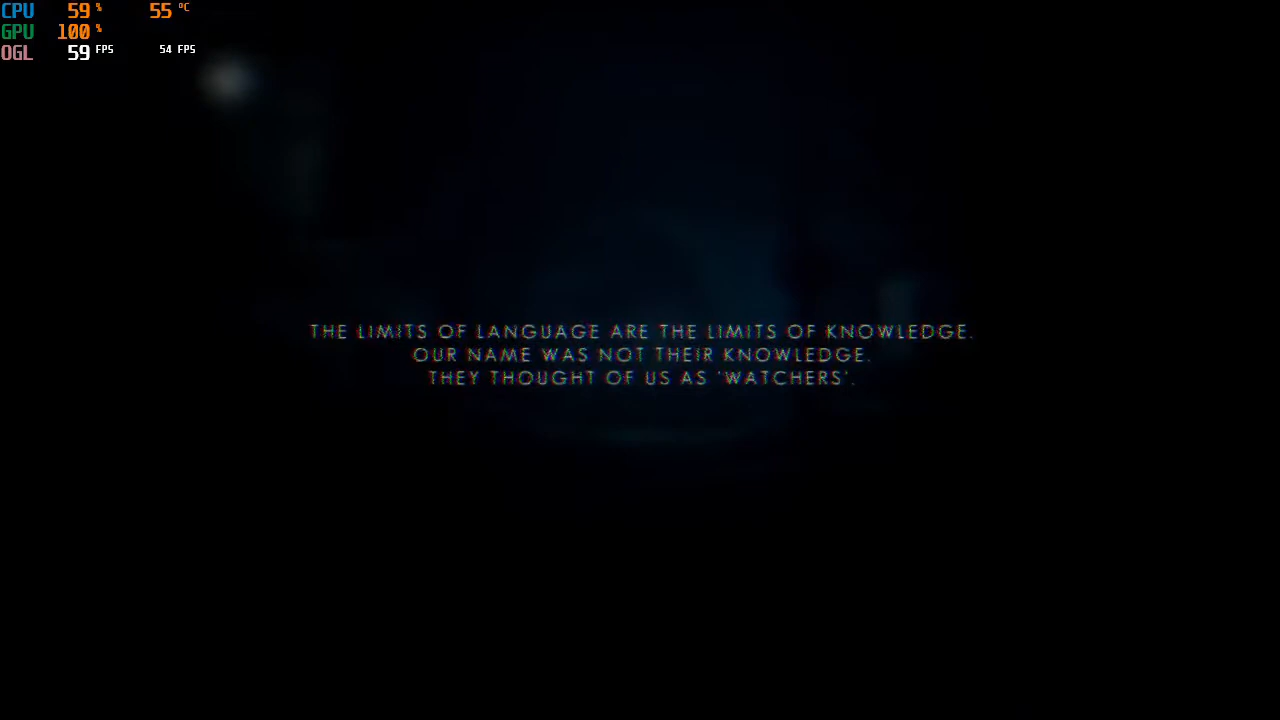 CPU 59 % 55 °C
GPU 100 %
OGL 59 FPS 54 FPS
THE LIMITS OF LANGUAGE ARE THE LIMITS OF KNOWLEDGE.
OUR NAME WAS NOT THEIR KNOWLEDGE.
THEY THOUGHT OF US AS 'WATCHERS'.